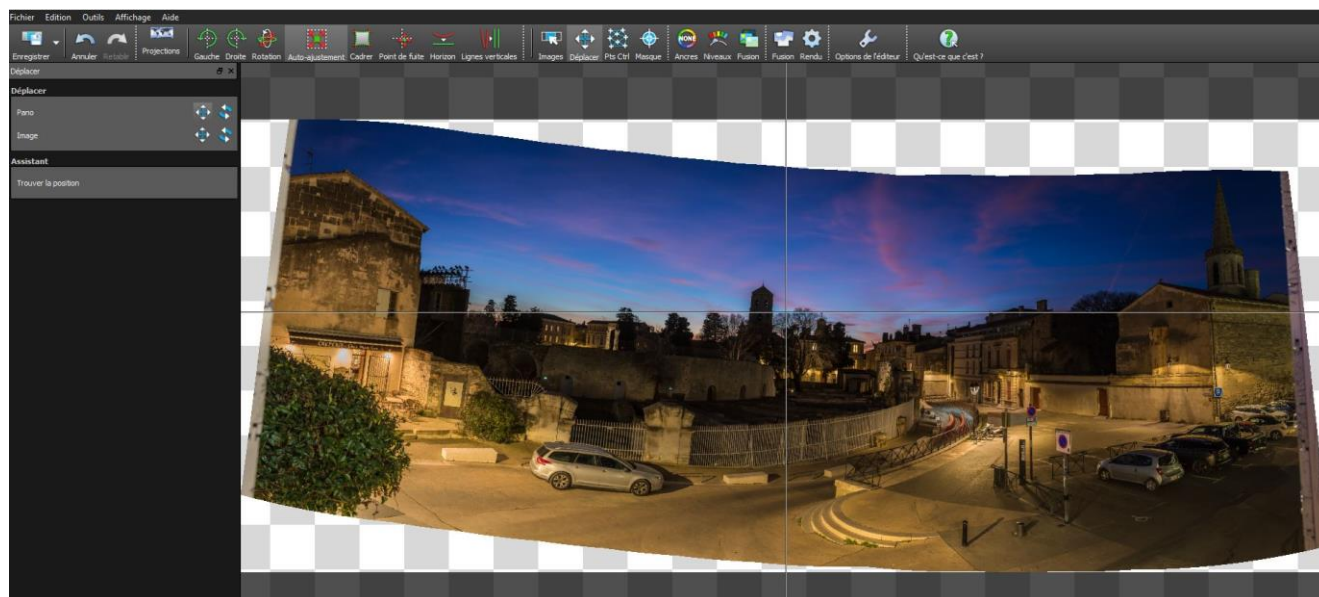 Fichier Edition Outils Affichage Aide
Enregistrer Annuler Rétablir Projections Gauche Droite Rotation Auto-ajustement Cadrer Point de fuite Horizon Lignes verticales Images Déplacer Pts Ctrl Masque Ancres Niveaux Fusion Fusion Rendu Options de l'éditeur Qu'est-ce que c'est ?
NONE
Déplacer
Déplacer
Pano
Image
Assistant
Trouver la position